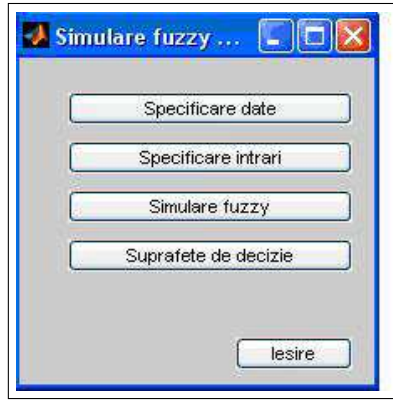 Simulare fuzzy ...
Specificare date
Specificare intrari
Simulare fuzzy
Suprafete de decizie
Iesire